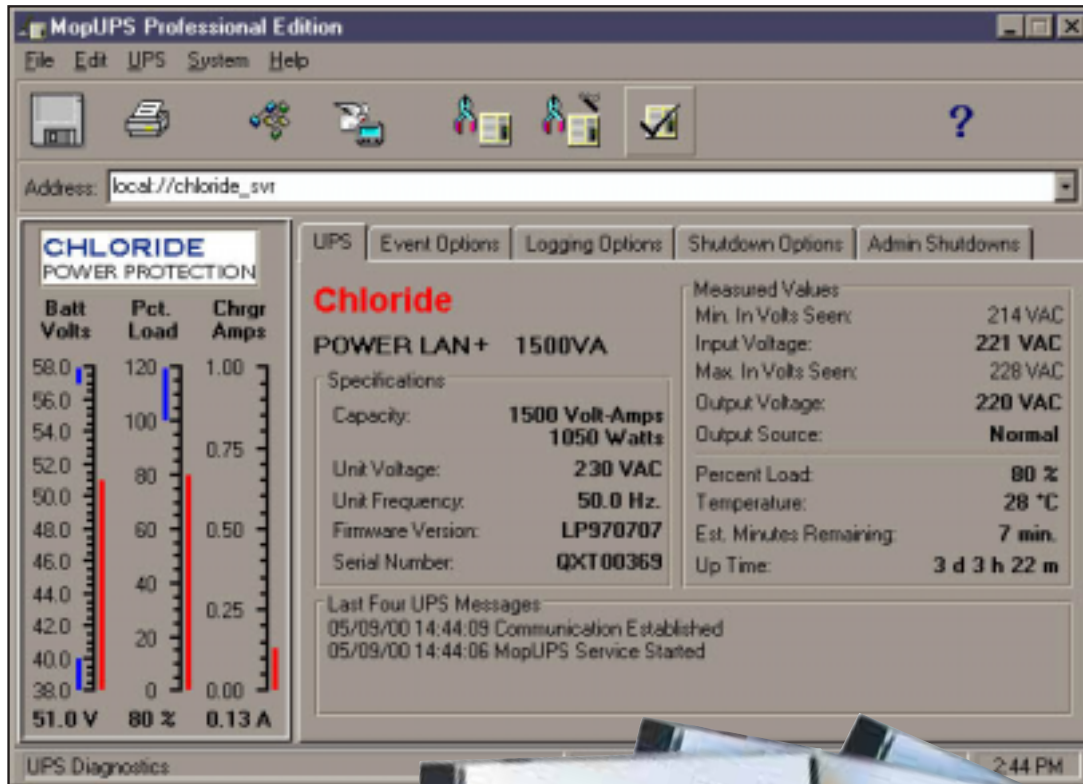 MopUPS Professional Edition
File Edit UPS System Help
?
Address: local://chloride_svr
CHLORIDE
POWER PROTECTION
Batt Volts Pct. Load Chrgr Amps
58.0 120 1.00
56.0
54.0 100
52.0 0.75
50.0 80
48.0 60 0.50
46.0
44.0 40
42.0 0.25
40.0 20
38.0 0 0.00
51.0 V 80 % 0.13 A
UPS Event Options Logging Options Shutdown Options Admin Shutdowns
Chloride
POWER LAN+ 1500VA
Specifications
Capacity: 1500 Volt-Amps
1050 Watts
Unit Voltage: 230 VAC
Unit Frequency: 50.0 Hz.
Firmware Version: LP970707
Serial Number: QXT00369
Measured Values
Min. In Volts Seen: 214 VAC
Input Voltage: 221 VAC
Max. In Volts Seen: 228 VAC
Output Voltage: 220 VAC
Output Source: Normal
Percent Load: 80 %
Temperature: 28 °C
Est. Minutes Remaining: 7 min.
Up Time: 3 d 3 h 22 m
Last Four UPS Messages
05/09/00 14:44:09 Communication Established
05/09/00 14:44:06 MopUPS Service Started
UPS Diagnostics
2:44 PM